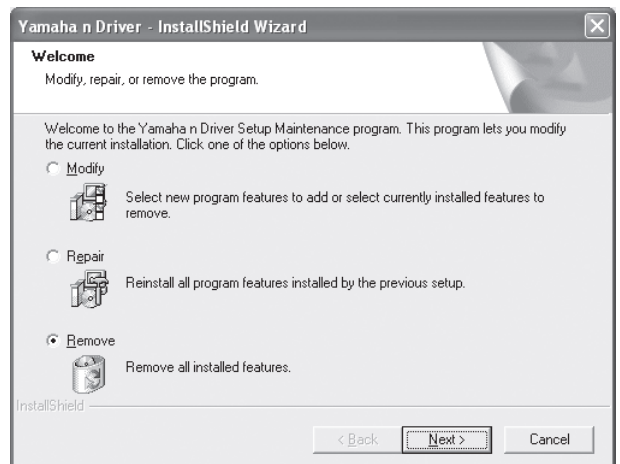 Yamaha n Driver - InstallShield Wizard
Welcome
Modify, repair, or remove the program.
Welcome to the Yamaha n Driver Setup Maintenance program. This program lets you modify
the current installation. Click one of the options below.
Modify
Select new program features to add or select currently installed features to
remove.
Repair
Reinstall all program features installed by the previous setup.
Remove
Remove all installed features.
InstallShield
< Back
Next >
Cancel